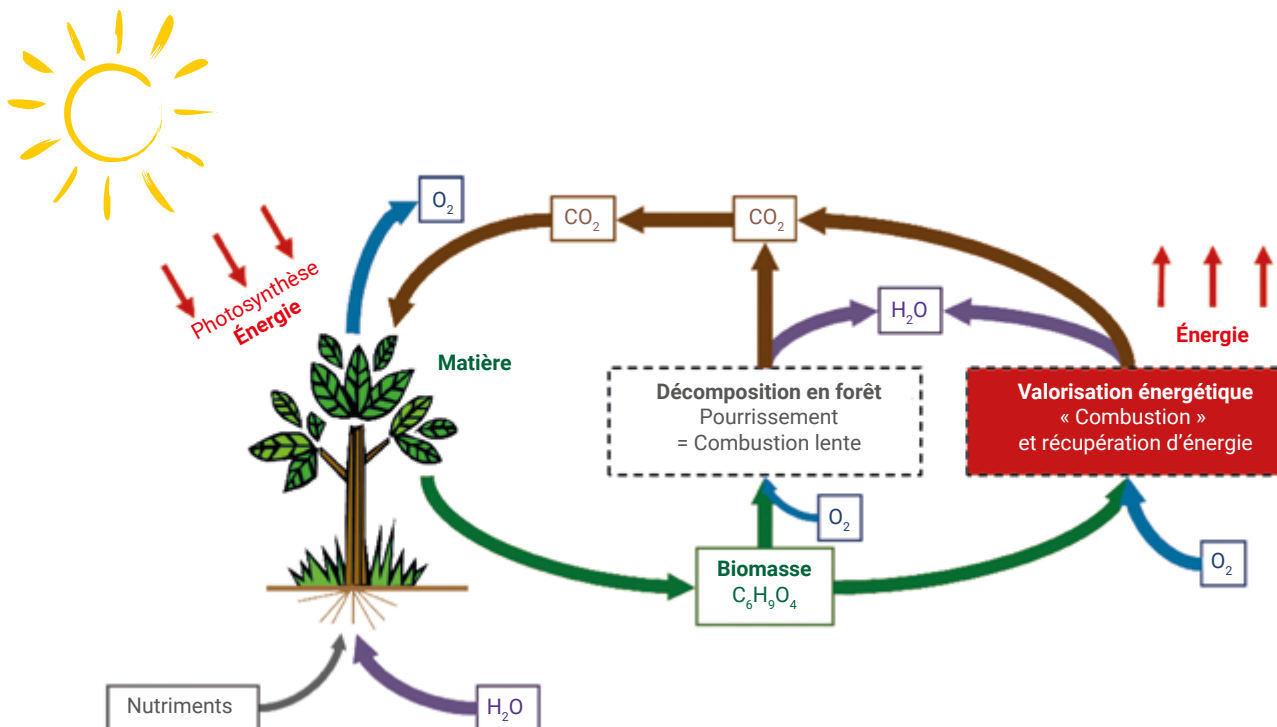 O₂
CO₂
CO₂
Photosynthèse
Énergie
H₂O
Énergie
Matière
Décomposition en forêt
Pourrissement
= Combustion lente
Valorisation énergétique
« Combustion »
et récupération d’énergie
O₂
Biomasse
C₆H₉O₄
O₂
Nutriments
H₂O